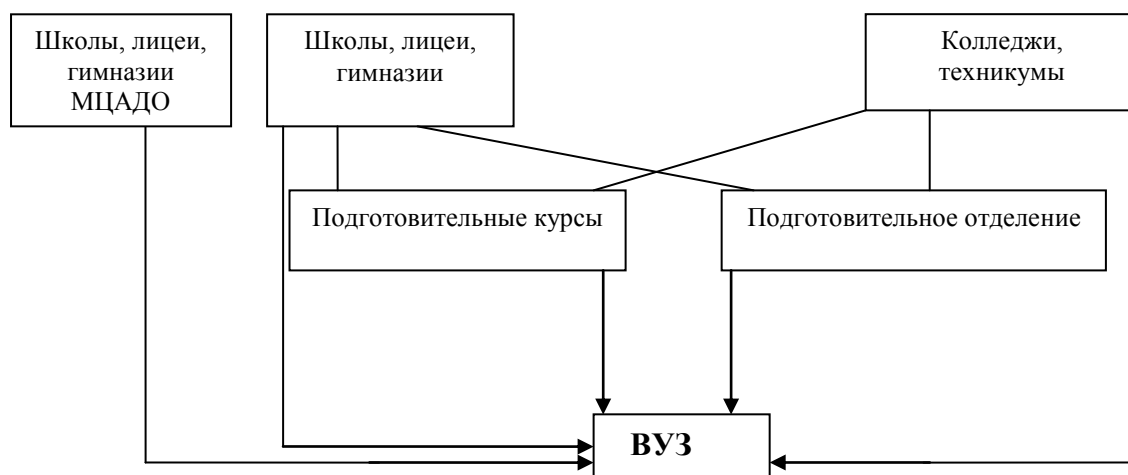 Школы, лицеи,
гимназии
МЦАДО
Школы, лицеи,
гимназии
Колледжи,
техникумы
Подготовительные курсы
Подготовительное отделение
ВУЗ